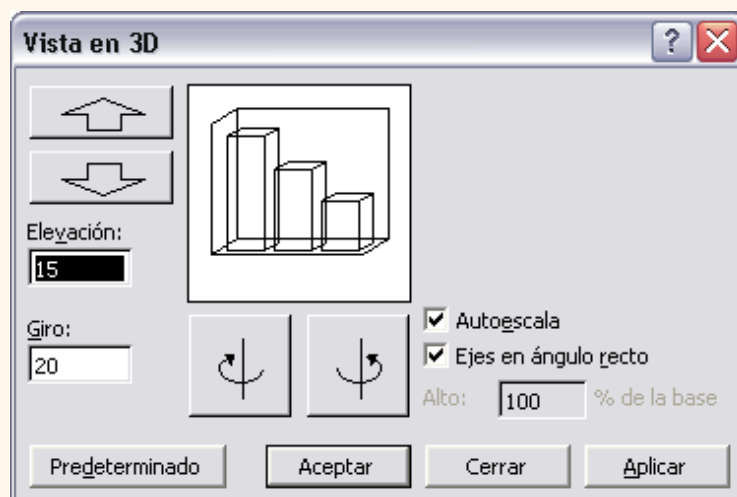 Vista en 3D
Elevación:
15
Giro:
20
Autoescala
Ejes en ángulo recto
Alto: 100 % de la base
Predeterminado Aceptar Cerrar Aplicar